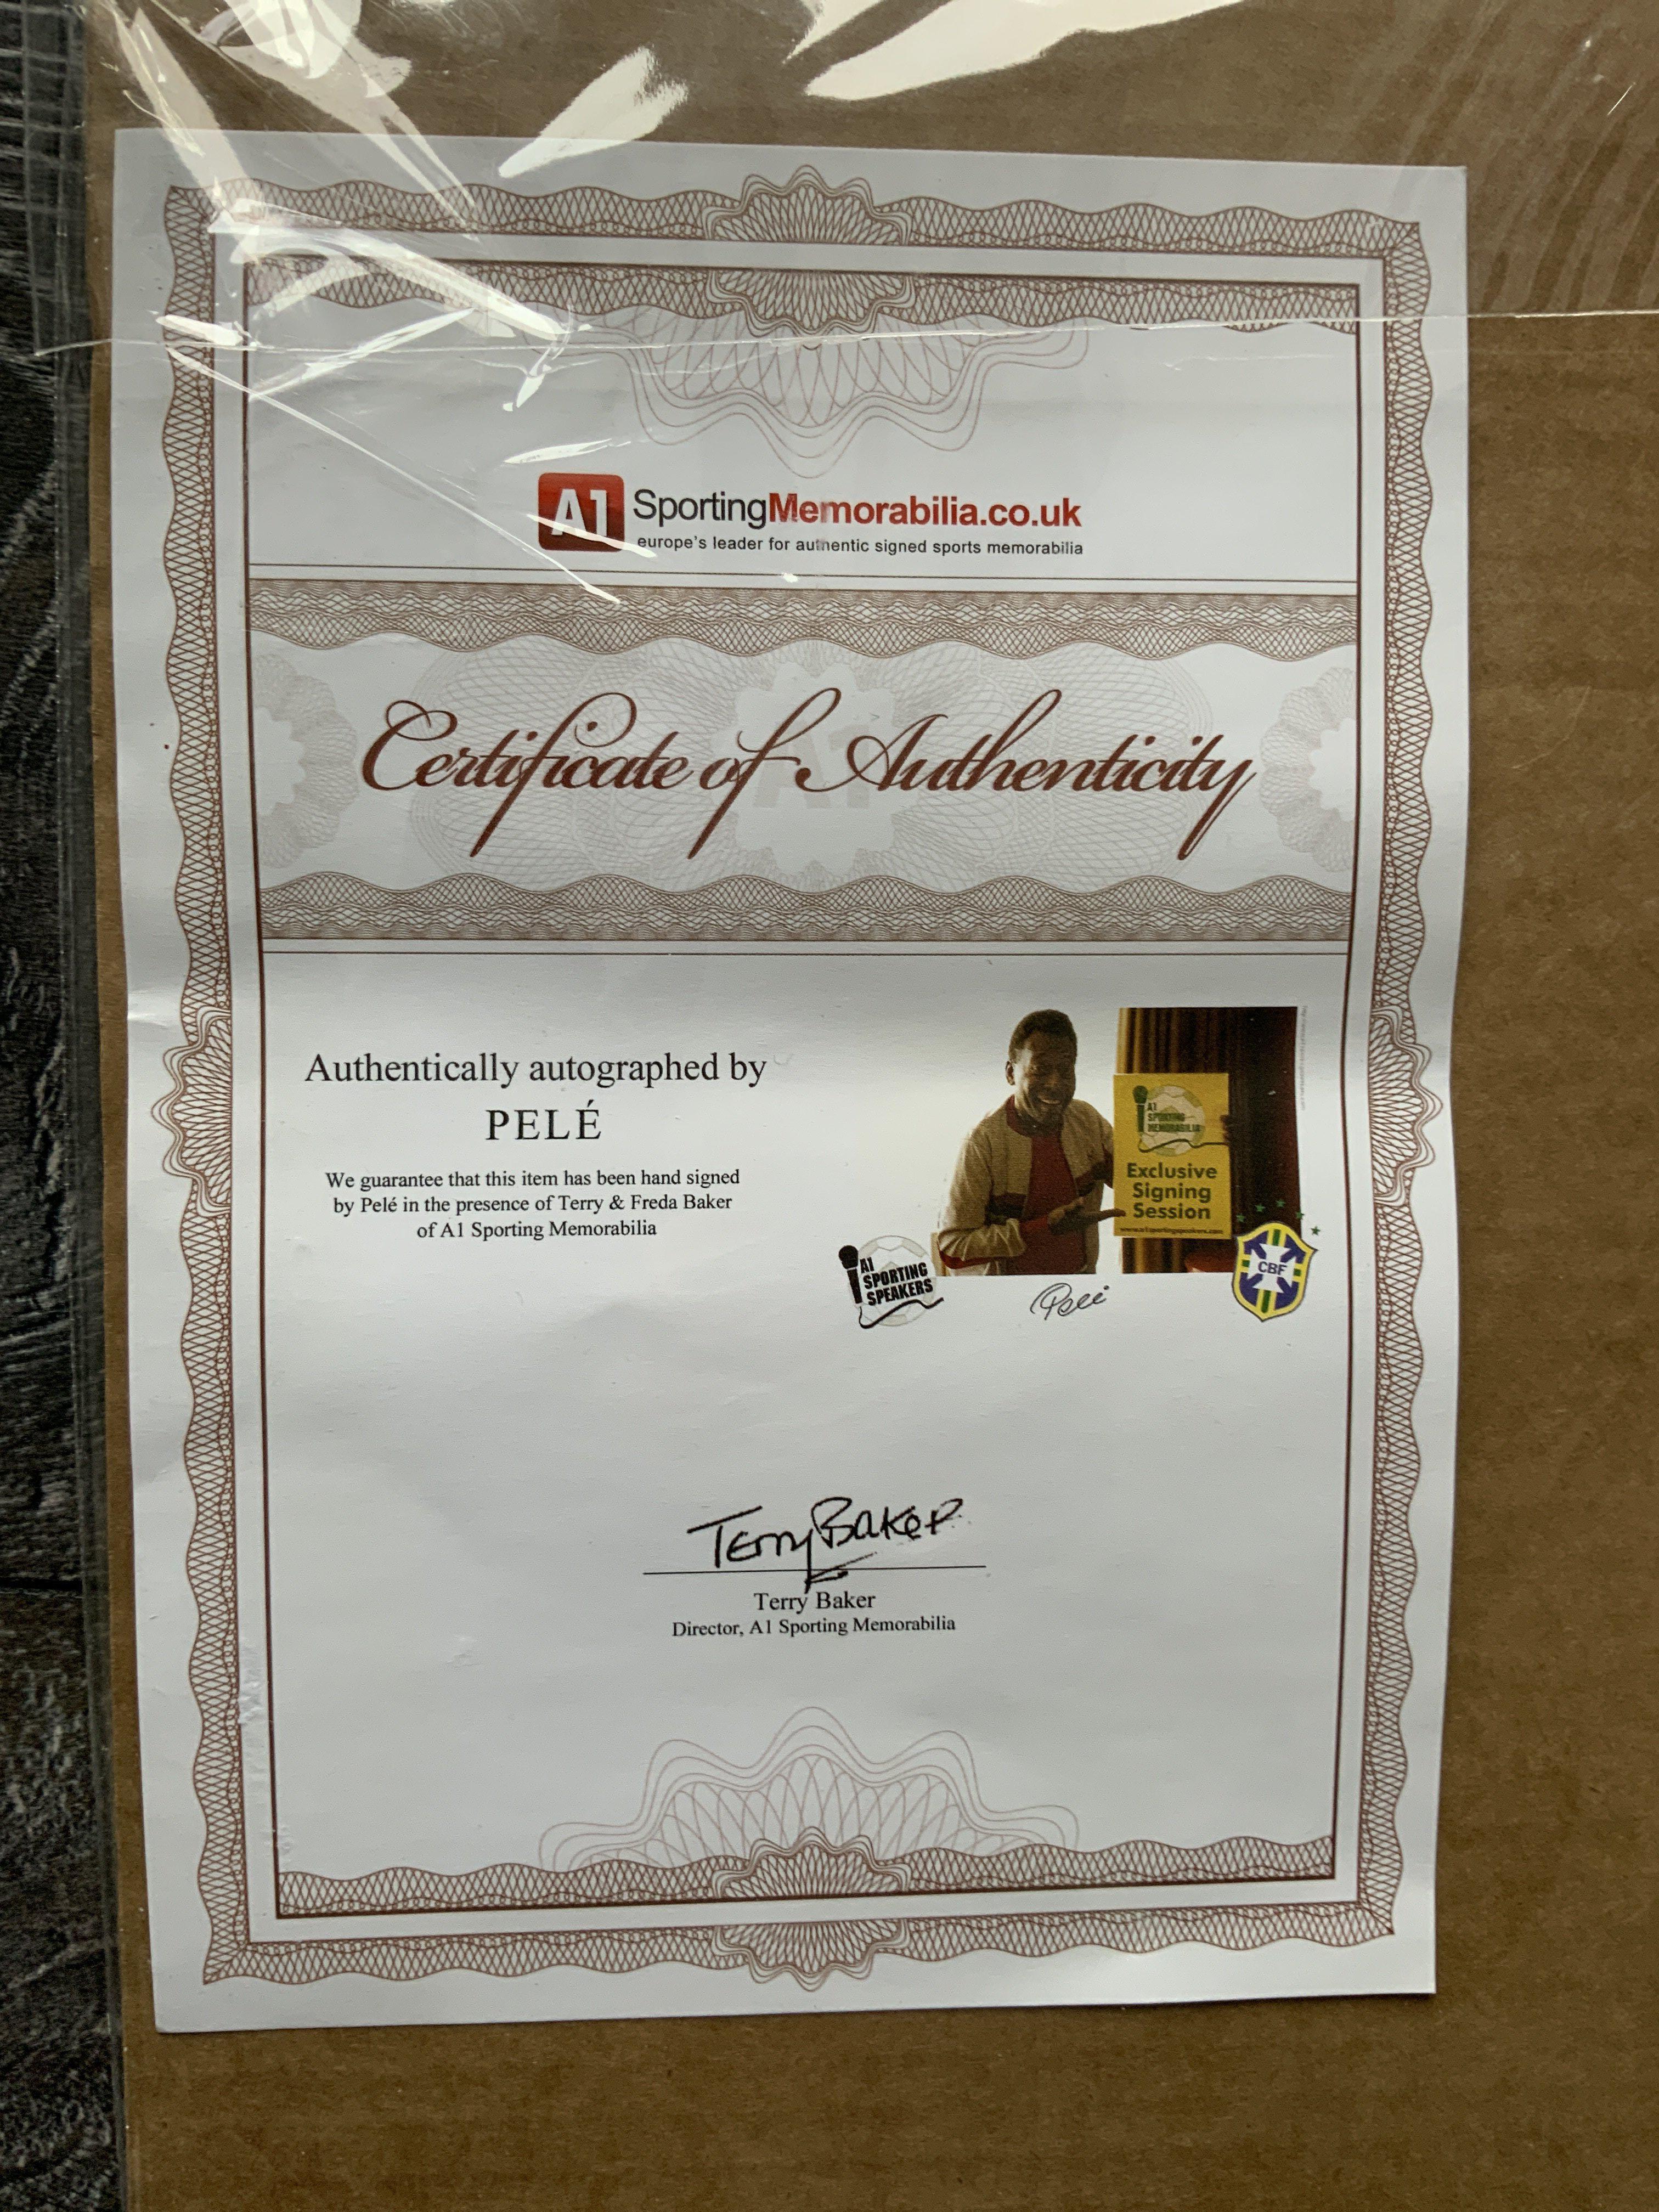 A1 SportingMemorabilia.co.uk
europe's leader for authentic signed sports memorabilia
Certificate of Authenticity
Authentically autographed by
PELÉ
We guarantee that this item has been hand signed
by Pelé in the presence of Terry & Freda Baker
of A1 Sporting Memorabilia
A1
SPORTING
MEMORABILIA
Exclusive
Signing
Session
www.a1sportingspeakers.com
A1
SPORTING
SPEAKERS
Pelé
CBF
Terry Baker
Terry Baker
Director, A1 Sporting Memorabilia